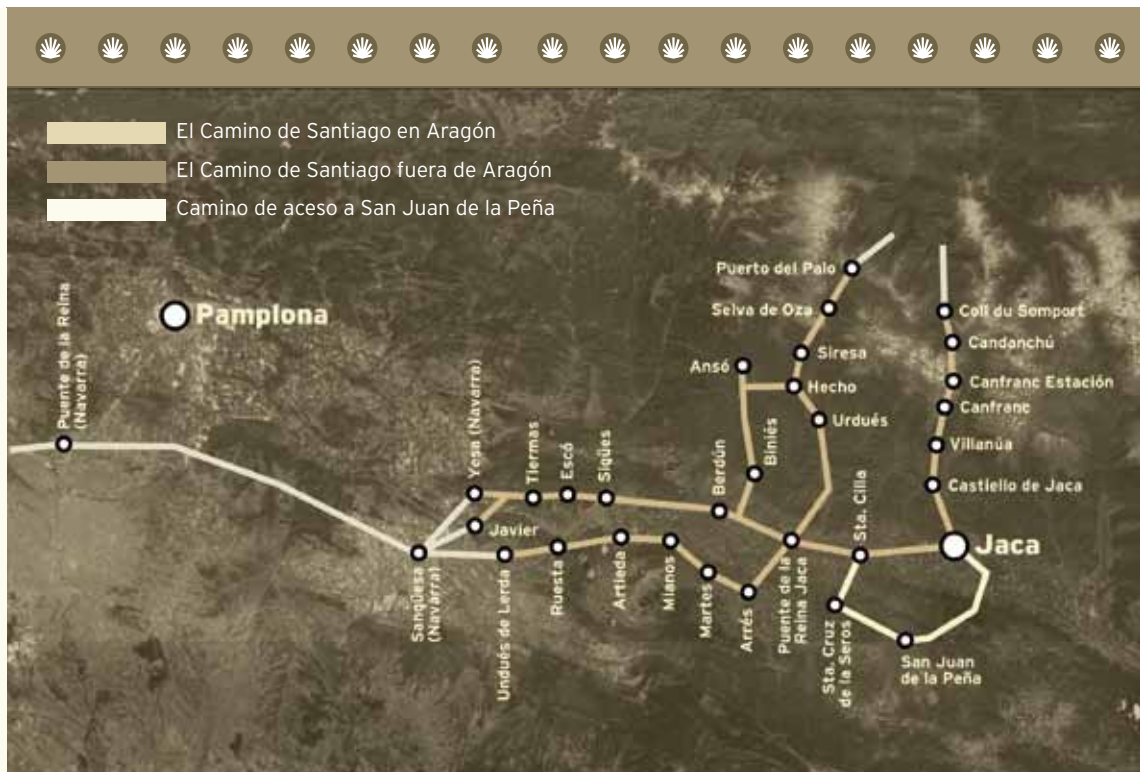 El Camino de Santiago en Aragón
El Camino de Santiago fuera de Aragón
Camino de aceso a San Juan de la Peña
Puente de la Reina
(Navarra)
Pamplona
Sangüesa
(Navarra)
Yesa (Navarra)
Javier
Tiermas
Escó
Sigües
Undués de Lerda
Ruesta
Artieda
Mianos
Martes
Arrés
Berdún
Biniés
Ansó
Puerto del Palo
Selva de Oza
Siresa
Hecho
Urdués
Puente de la
Reina Jaca
Sta. Cilia
Sta. Cruz
de la Seros
San Juan
de la Peña
Jaca
Castiello de Jaca
Villanúa
Canfranc
Canfranc Estación
Candanchú
Coll du Somport